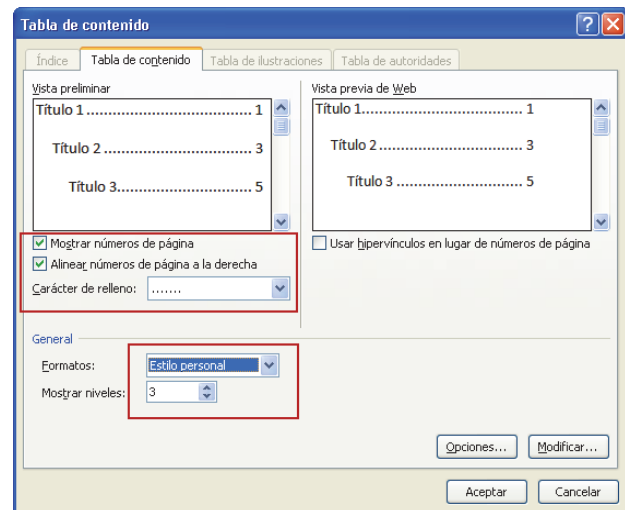 Tabla de contenido
Índice Tabla de contenido Tabla de ilustraciones Tabla de autoridades
Vista preliminar
Título 1........................................ 1
Título 2 .................................... 3
Título 3................................ 5
Vista previa de Web
Título 1....................................... 1
Título 2................................... 3
Título 3 .............................. 5
Mostrar números de página
Alinear números de página a la derecha
Carácter de relleno: .......
Usar hipervínculos en lugar de números de página
General
Formatos: Estilo personal
Mostrar niveles: 3
Opciones... Modificar...
Aceptar Cancelar